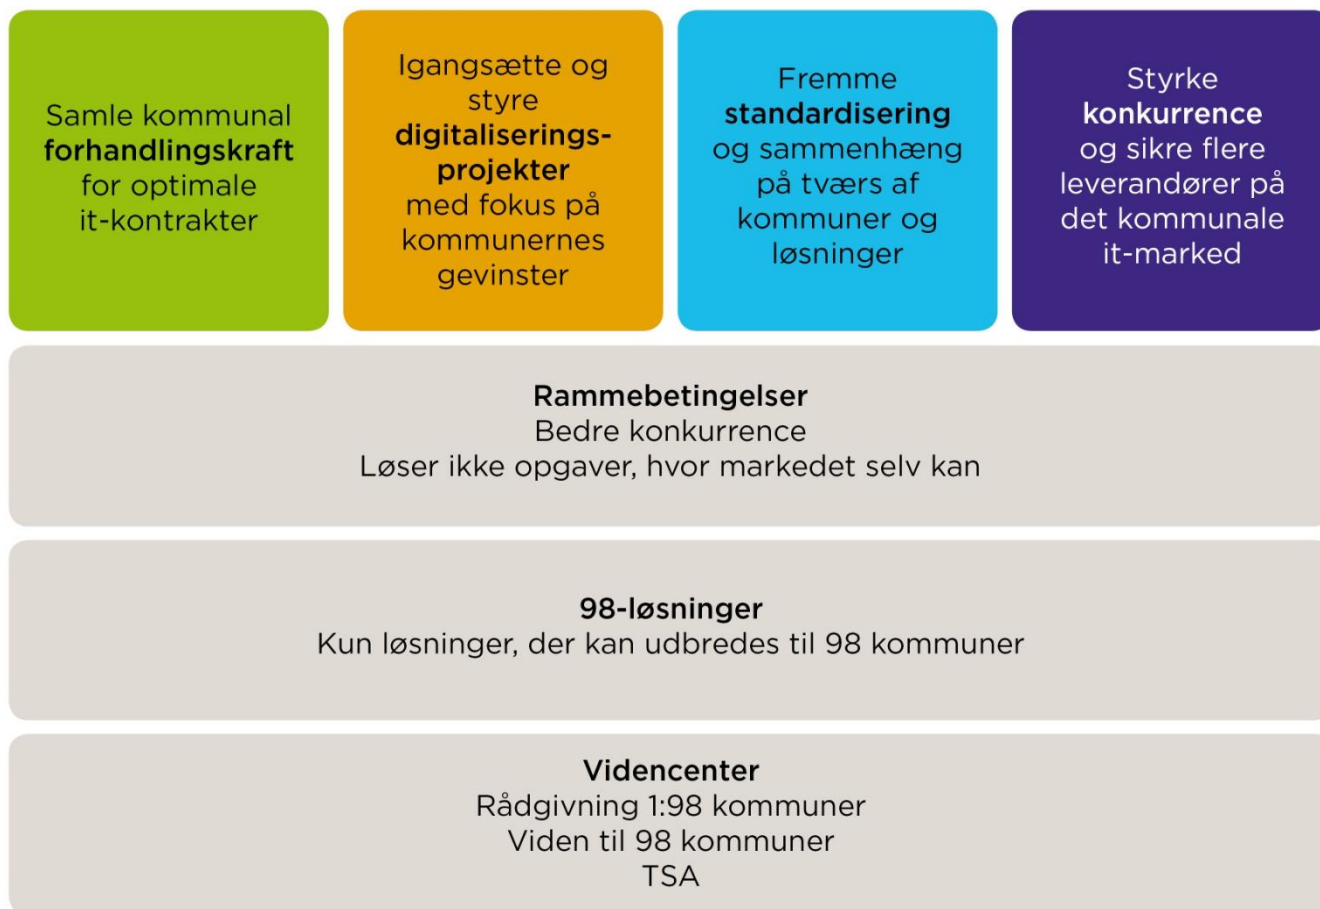 Samle kommunal
forhandlingskraft
for optimale
it-kontrakter
Igangsætte og
styre
digitaliserings-
projekter
med fokus på
kommunernes
gevinster
Fremme
standardisering
og sammenhæng
på tværs af
kommuner og
løsninger
Styrke
konkurrence
og sikre flere
leverandører på
det kommunale
it-marked
Rammebetingelser
Bedre konkurrence
Løser ikke opgaver, hvor markedet selv kan
98-løsninger
Kun løsninger, der kan udbredes til 98 kommuner
Videncenter
Rådgivning 1:98 kommuner
Viden til 98 kommuner
TSA